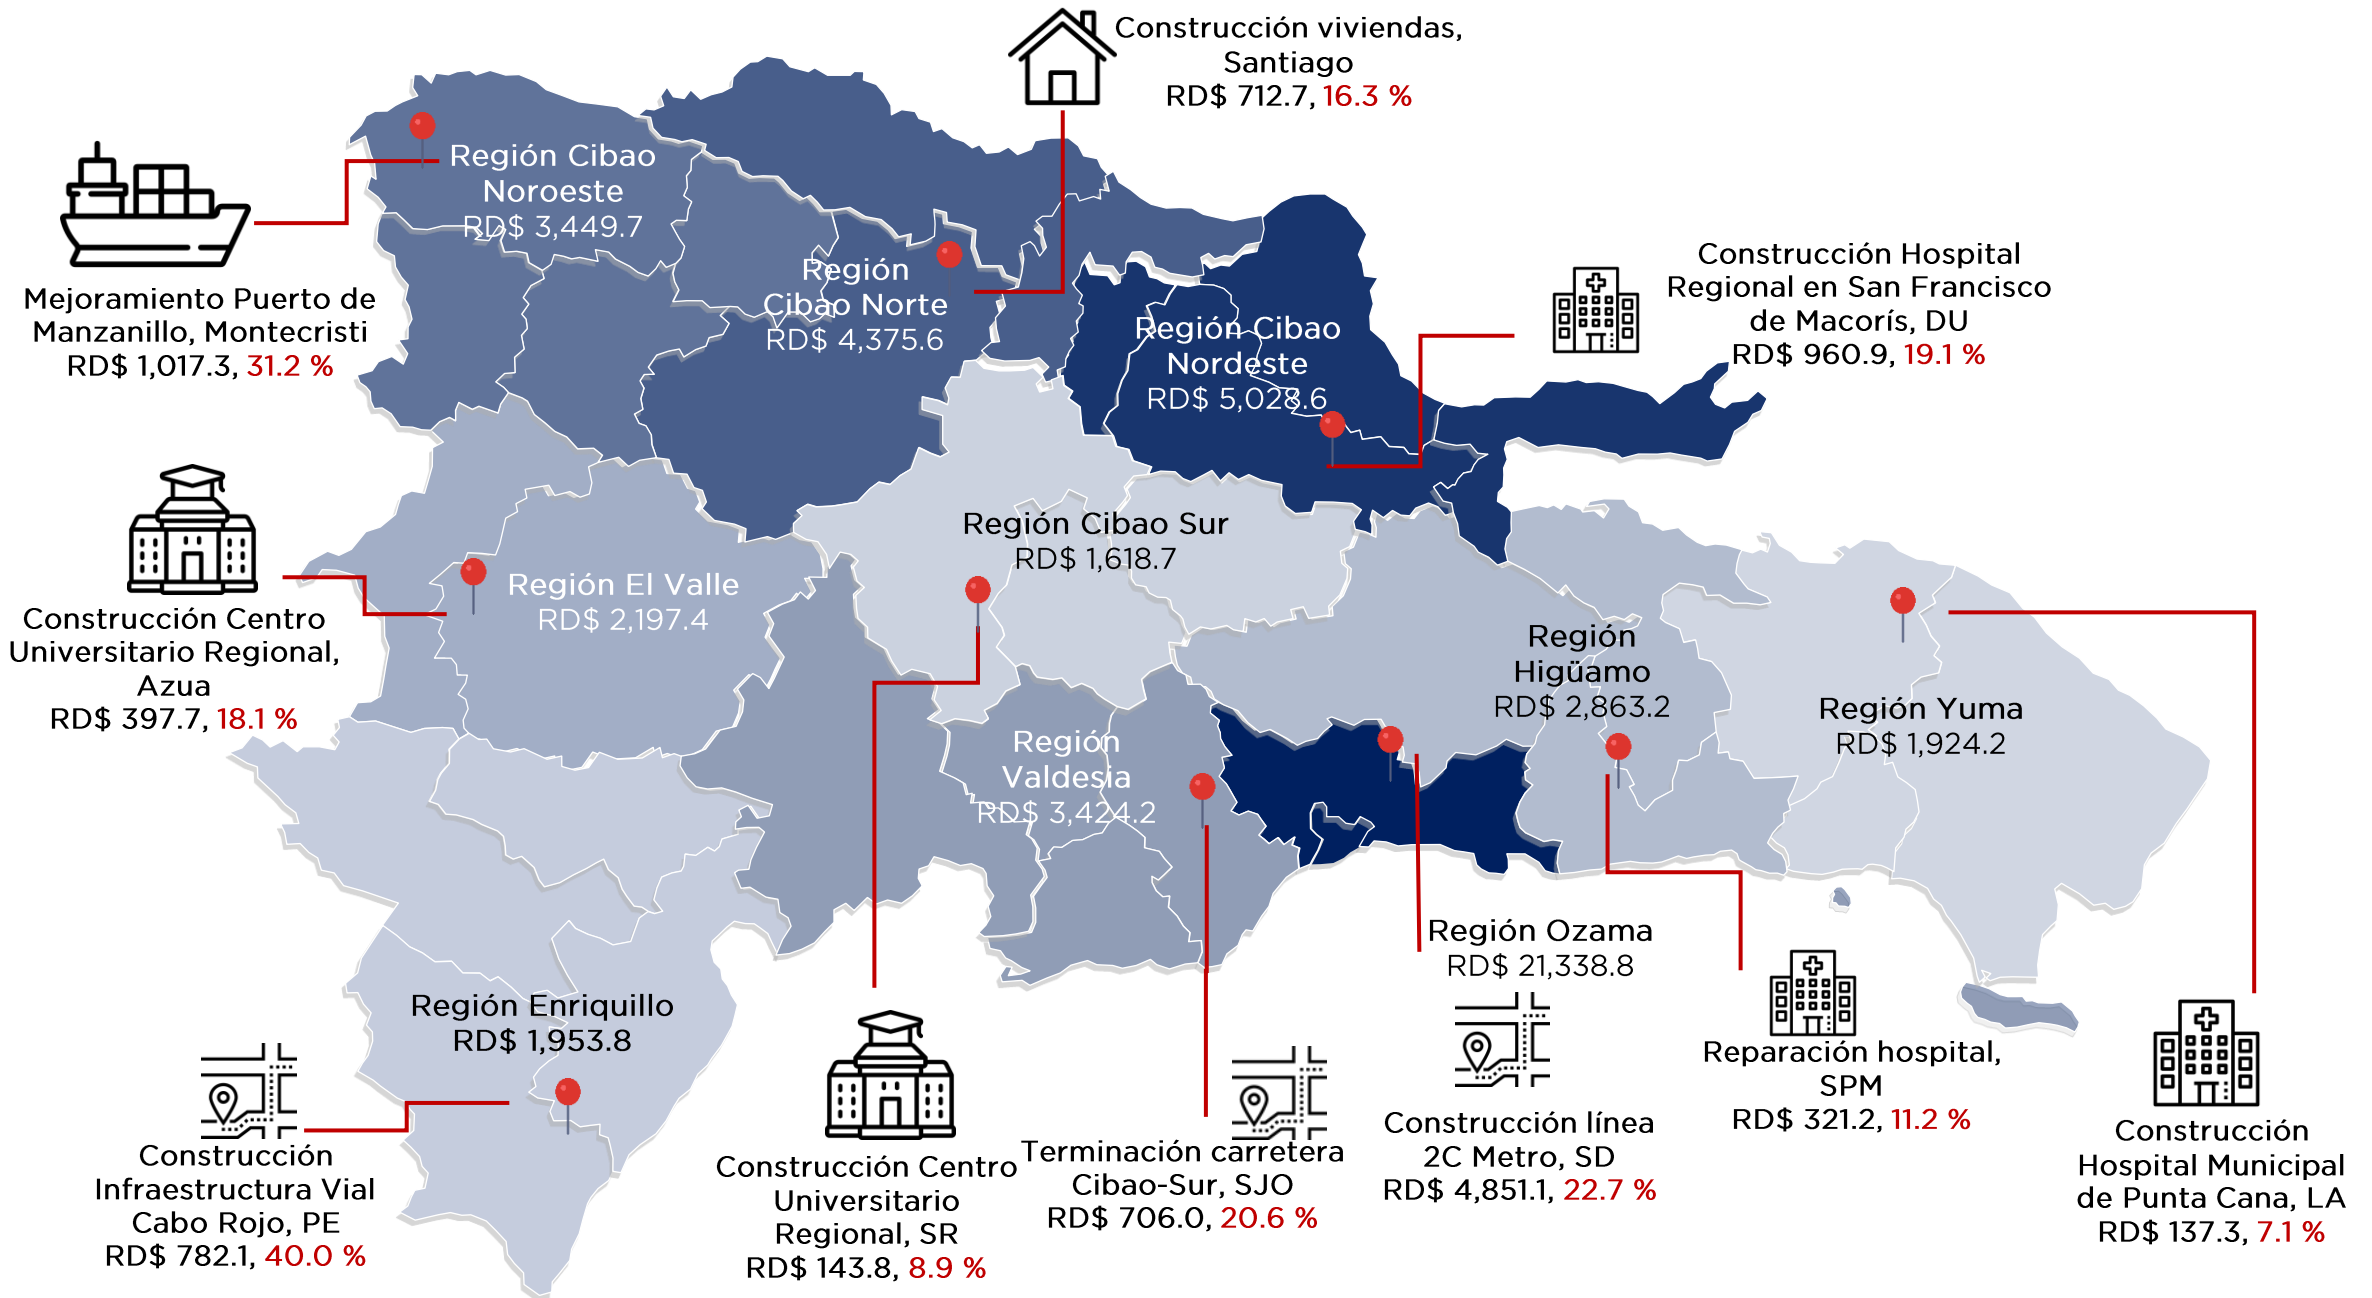 Construcción viviendas,
Santiago
RD$ 712.7, 16.3 %
Región Cibao
Noroeste
RD$ 3,449.7
Mejoramiento Puerto de
Manzanillo, Montecristi
RD$ 1,017.3, 31.2 %
Región
Cibao Norte
RD$ 4,375.6
Región Cibao
Nordeste
RD$ 5,028.6
Construcción Hospital
Regional en San Francisco
de Macorís, DU
RD$ 960.9, 19.1 %
Región Cibao Sur
RD$ 1,618.7
Región El Valle
RD$ 2,197.4
Construcción Centro
Universitario Regional,
Azua
RD$ 397.7, 18.1 %
Región
Higüamo
RD$ 2,863.2
Región Yuma
RD$ 1,924.2
Región
Valdesia
RD$ 3,424.2
Región Ozama
RD$ 21,338.8
Región Enriquillo
RD$ 1,953.8
Construcción
Infraestructura Vial
Cabo Rojo, PE
RD$ 782.1, 40.0 %
Construcción Centro
Universitario
Regional, SR
RD$ 143.8, 8.9 %
Terminación carretera
Cibao-Sur, SJO
RD$ 706.0, 20.6 %
Construcción línea
2C Metro, SD
RD$ 4,851.1, 22.7 %
Reparación hospital,
SPM
RD$ 321.2, 11.2 %
Construcción
Hospital Municipal
de Punta Cana, LA
RD$ 137.3, 7.1 %